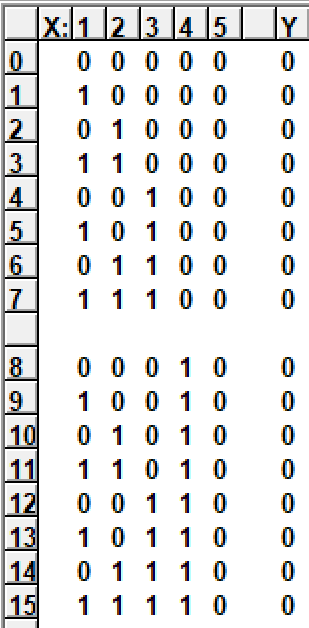 X: 1 2 3 4 5 Y
0 0 0 0 0 0 0
1 1 0 0 0 0 0
2 0 1 0 0 0 0
3 1 1 0 0 0 0
4 0 0 1 0 0 0
5 1 0 1 0 0 0
6 0 1 1 0 0 0
7 1 1 1 0 0 0
8 0 0 0 1 0 0
9 1 0 0 1 0 0
10 0 1 0 1 0 0
11 1 1 0 1 0 0
12 0 0 1 1 0 0
13 1 0 1 1 0 0
14 0 1 1 1 0 0
15 1 1 1 1 0 0